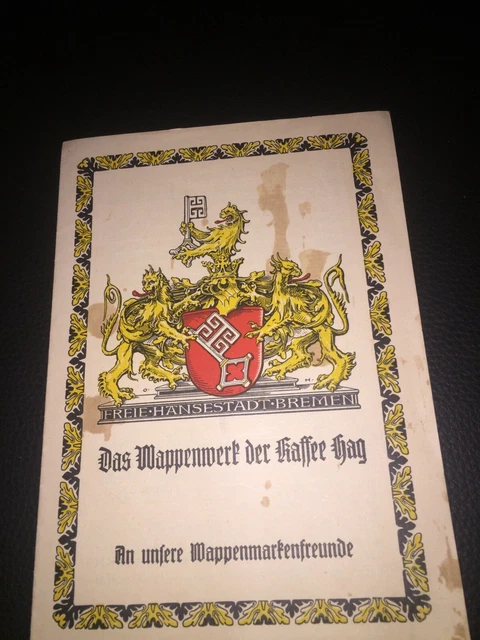 O. H.
FREIE·HANSESTADT·BREMEN
Das Wappenwerk der Kaffee Hag
An unsere Wappenmarkenfreunde